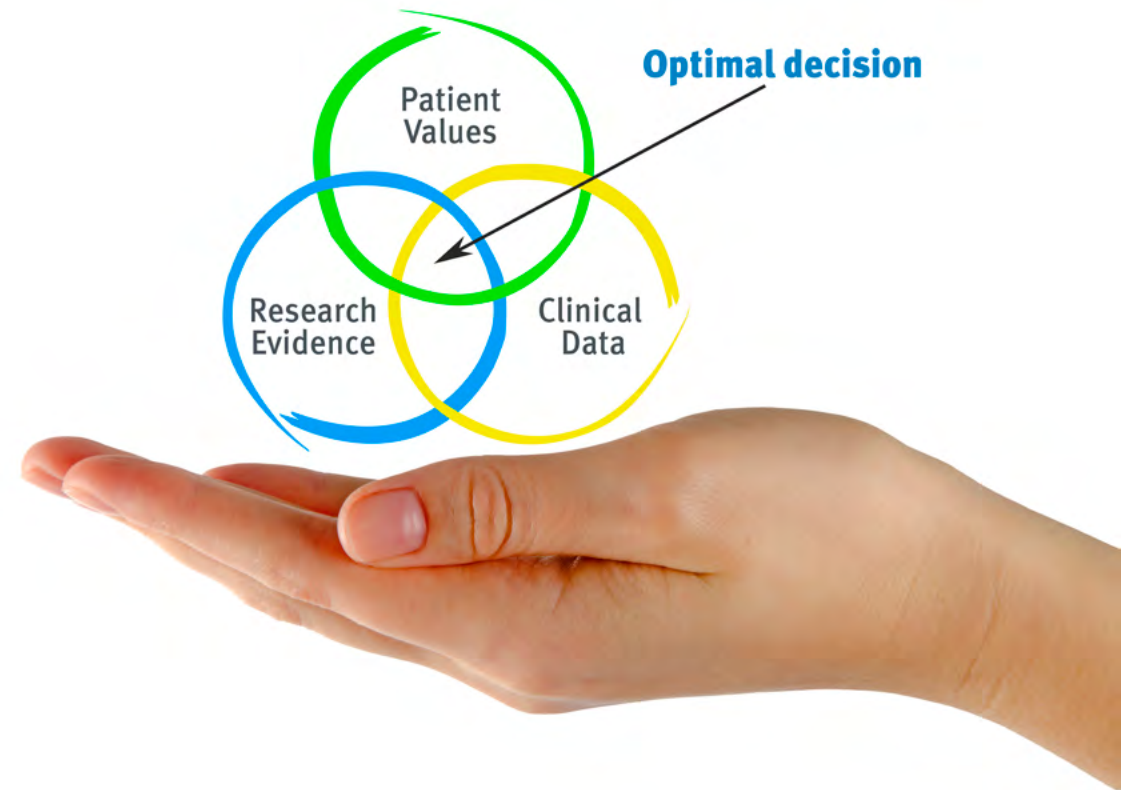 Optimal decision
Patient
Values
Research
Evidence
Clinical
Data